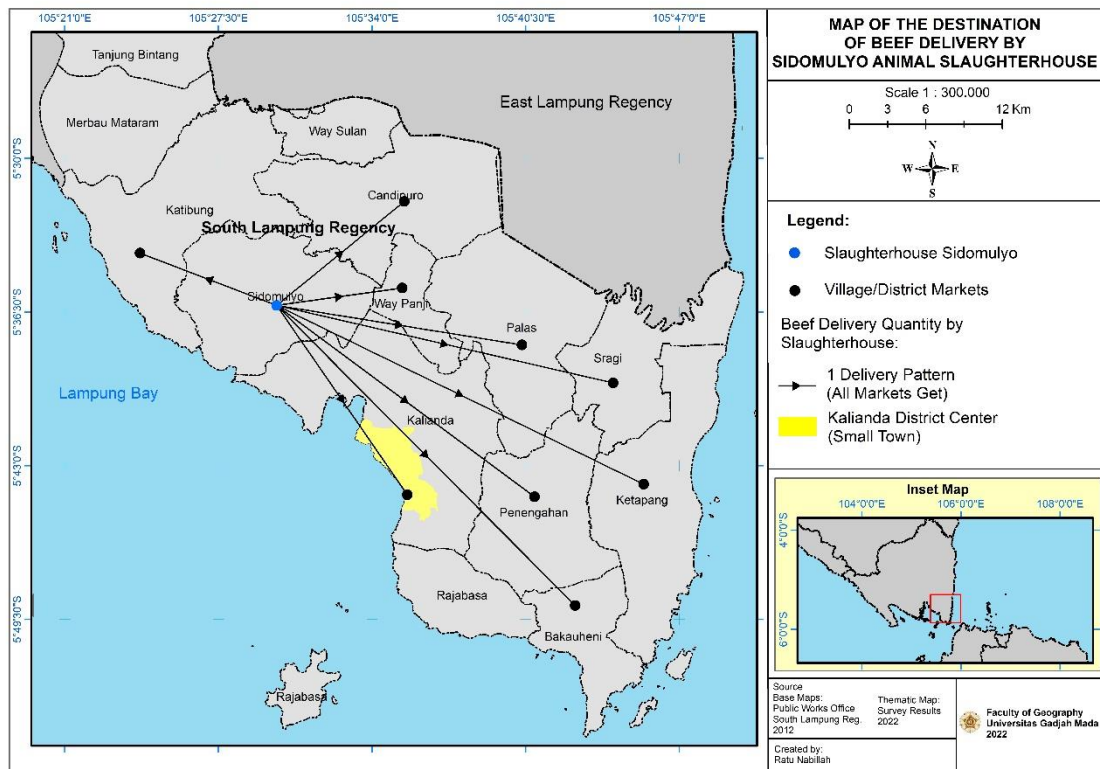 105°21'0"E
105°27'30"E
105°34'0"E
105°40'30"E
105°47'0"E
5°30'0"S
5°36'30"S
5°43'0"S
5°49'30"S
Tanjung Bintang
Merbau Mataram
Way Sulan
East Lampung Regency
Candipuro
Katibung
South Lampung Regency
Sidomulyo
Way Panji
Palas
Sragi
Lampung Bay
Kalianda
Penengahan
Ketapang
Rajabasa
Bakauheni
Rajabasa
MAP OF THE DESTINATION
OF BEEF DELIVERY BY
SIDOMULYO ANIMAL SLAUGHTERHOUSE
Scale 1 : 300.000
0 3 6 12 Km
N
W E
S
Legend:
Slaughterhouse Sidomulyo
Village/District Markets
Beef Delivery Quantity by
Slaughterhouse:
1 Delivery Pattern
(All Markets Get)
Kalianda District Center
(Small Town)
Inset Map
104°0'0"E
106°0'0"E
108°0'0"E
4°0'0"S
6°0'0"S
Source
Base Maps:
Public Works Office
South Lampung Reg.
2012
Thematic Map:
Survey Results
2022
Created by:
Ratu Nabillah
Faculty of Geography
Universitas Gadjah Mada
2022